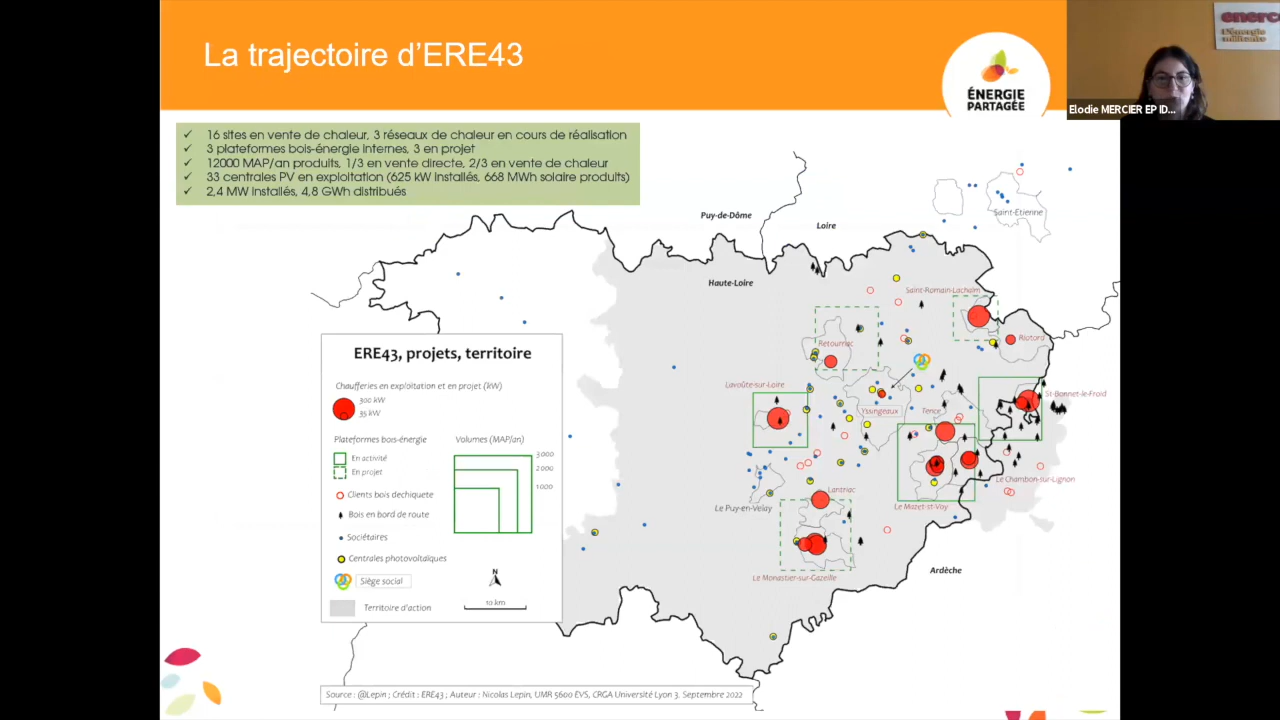 La trajectoire d'ERE43
ÉNERGIE
PARTAGÉE
Elodie MERCIER EP ID...
✓ 16 sites en vente de chaleur, 3 réseaux de chaleur en cours de réalisation
✓ 3 plateformes bois-énergie internes, 3 en projet
✓ 12000 MAP/an produits, 1/3 en vente directe, 2/3 en vente de chaleur
✓ 33 centrales PV en exploitation (625 kW installés, 668 MWh solaire produits)
✓ 2,4 MW installés, 4,8 GWh distribués
Puy-de-Dôme
Loire
Saint-Etienne
Haute-Loire
Saint-Romain-Lachalm
Riotord
Retournac
Lavoûte-sur-Loire
Yssingeaux
Tence
St-Bonnet-le-Froid
Le Chambon-sur-Lignon
Le Mazet-st-Voy
Lantriac
Le Puy-en-Velay
Le Monastier-sur-Gazeille
Ardèche
ERE43, projets, territoire
Chaufferies en exploitation et en projet (kW)
300 kW
35 kW
Plateformes bois-énergie
Volumes (MAP/an)
En activité
En projet
3 000
2 000
1 000
Clients bois déchiqueté
Bois en bord de route
Sociétaires
Centrales photovoltaïques
Siège social
Territoire d'action
N
10 km
Source : @Lepin ; Crédit : ERE43 ; Auteur : Nicolas Lepin, UMR 5600 EVS, CRGA Université Lyon 3. Septembre 2022